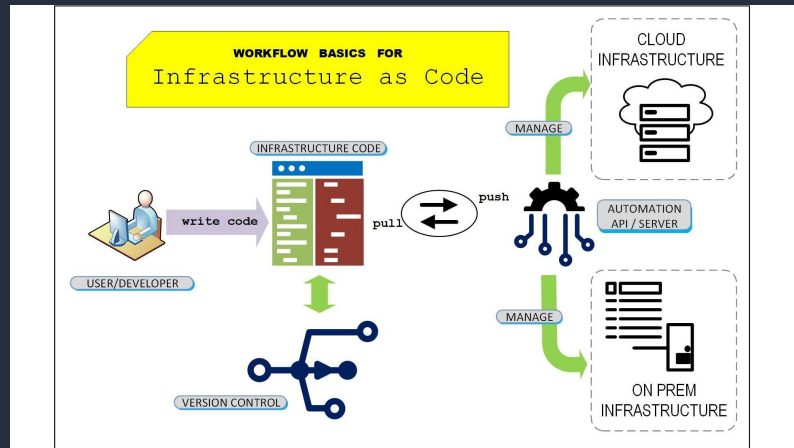 WORKFLOW BASICS FOR
Infrastructure as Code
CLOUD
INFRASTRUCTURE
MANAGE
INFRASTRUCTURE CODE
write code
pull
push
AUTOMATION
API / SERVER
USER/DEVELOPER
MANAGE
VERSION CONTROL
ON PREM
INFRASTRUCTURE